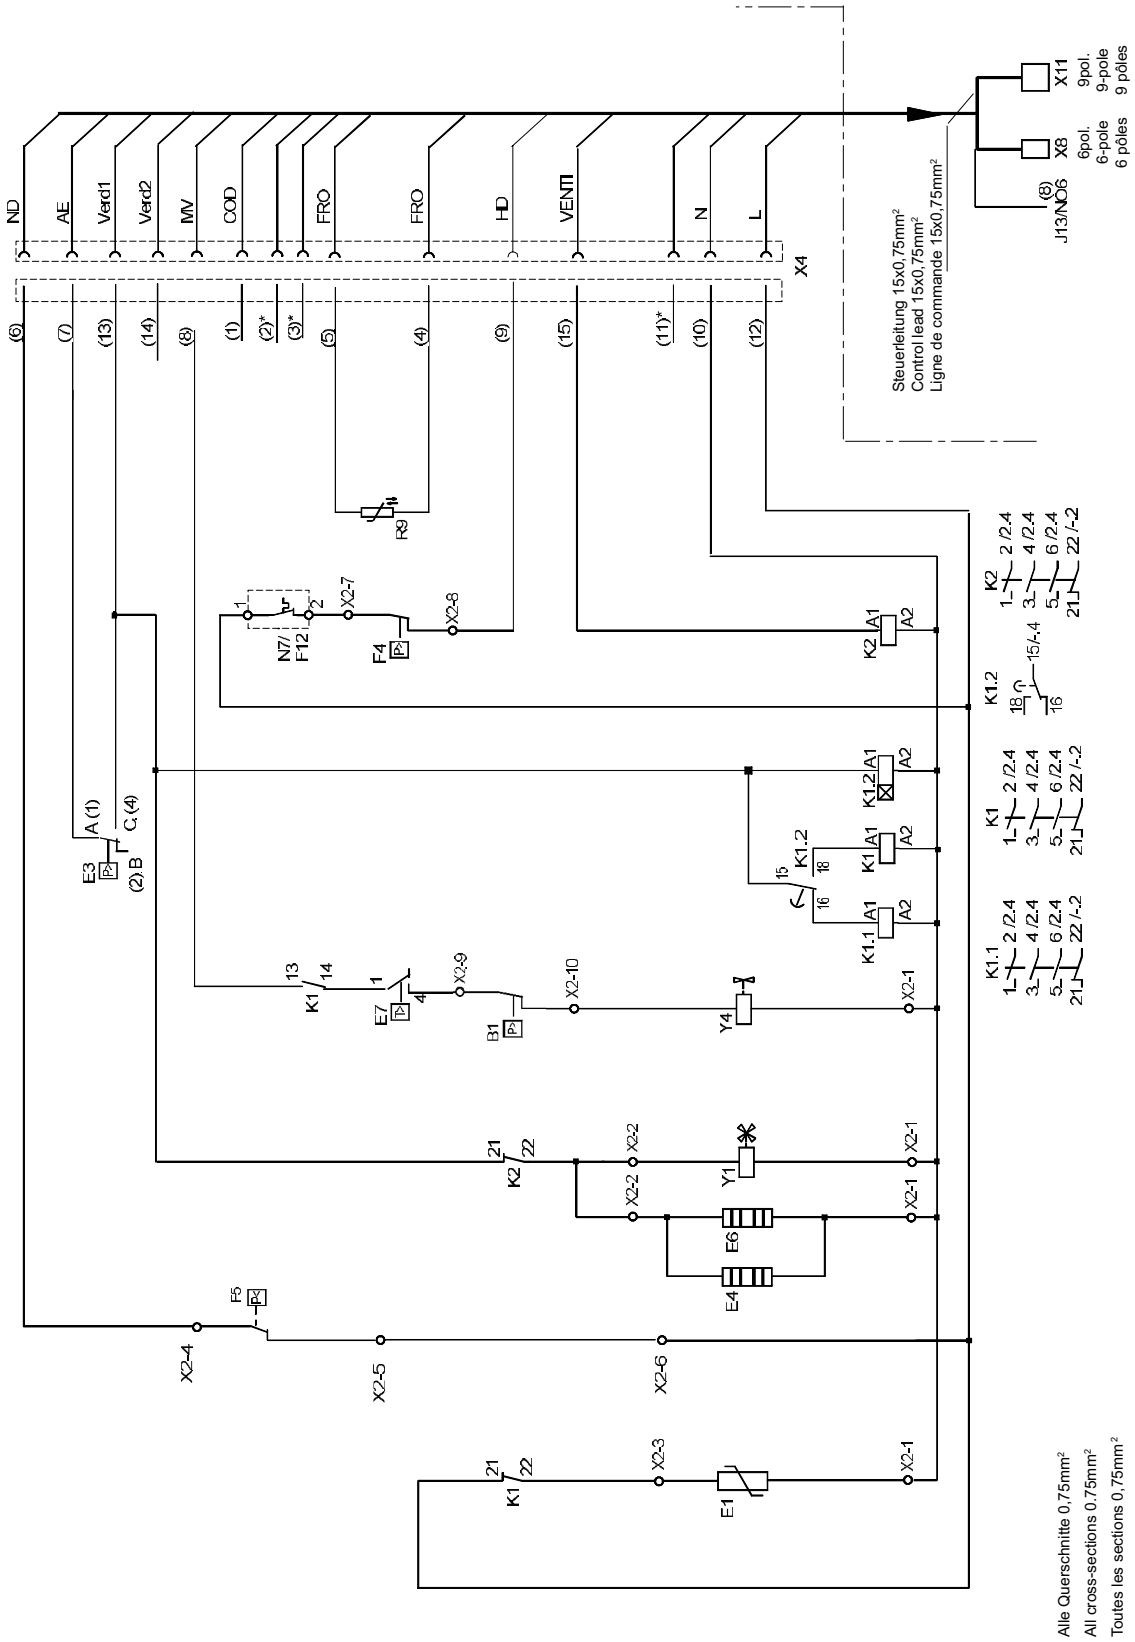 ND
AE
Verd1
Verd2
MV
COD
FRO
FRO
HD
VENTI
N
L
X4
(6)
(7)
(13)
(14)
(8)
(1)
(2)*
(3)*
(5)
(4)
(9)
(15)
(11)*
(10)
(12)
Steuerleitung 15x0,75mm²
Control lead 15x0,75mm²
Ligne de commande 15x0,75mm²
J13/NO6
(8)
X8
6pol.
6-pole
6 pôles
X11
9pol.
9-pole
9 pôles
R9
1
N7/
F12
2
X2-7
F4
P>
X2-8
K2
A1
A2
A (1)
E3
P>
C (4)
(2) B
K1.2
A1
A2
15
K1.2
16
18
K1
A1
A2
K1.1
A1
A2
13
K1
14
1
E7
T>
4
X2-9
B1
P>
X2-10
Y4
X2-1
21
K2
22
X2-2
X2-2
Y1
X2-1
E6
X2-1
E4
X2-4
F5
P<
X2-5
X2-6
21
K1
22
X2-3
E1
X2-1
K1.1
1 2 /2.4
3 4 /2.4
5 6 /2.4
21 22 /-.2
K1
1 2 /2.4
3 4 /2.4
5 6 /2.4
21 22 /-.2
K1.2
18
16
15/-.4
K2
1 2 /2.4
3 4 /2.4
5 6 /2.4
21 22 /-.2
Alle Querschnitte 0,75mm²
All cross-sections 0.75mm²
Toutes les sections 0,75mm²